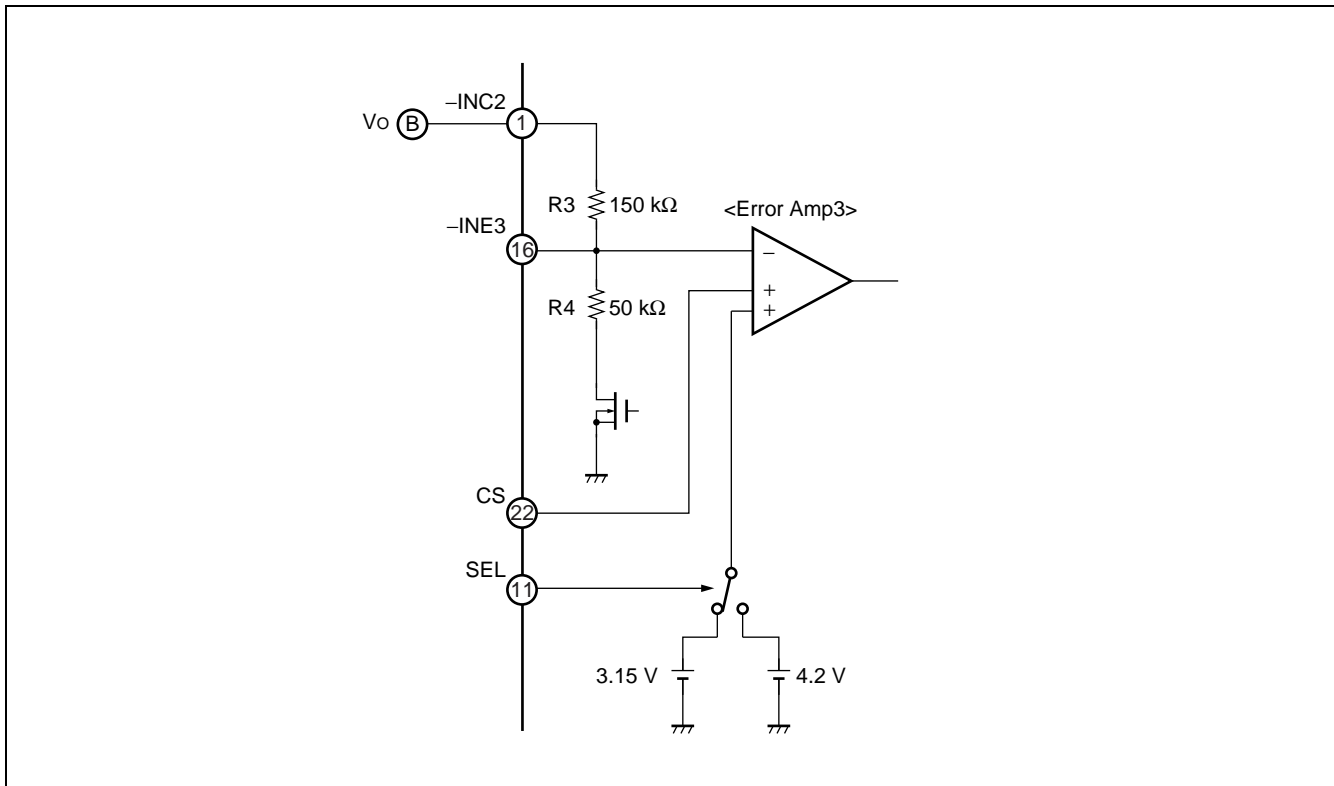 −INC2
Vo B 1
R3 150 kΩ
<Error Amp3>
−INE3
16
−
R4 50 kΩ
+
+
CS
22
SEL
11
3.15 V
4.2 V